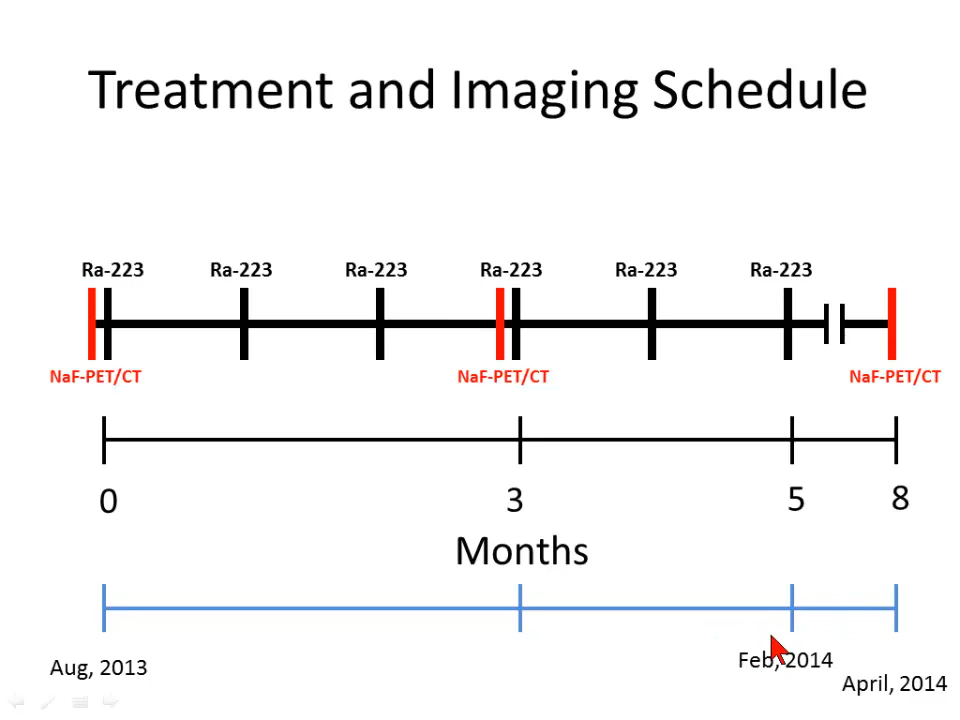 Treatment and Imaging Schedule
Ra-223 Ra-223 Ra-223 Ra-223 Ra-223 Ra-223
NaF-PET/CT NaF-PET/CT NaF-PET/CT
0 3 5 8
Months
Aug, 2013 Feb, 2014
April, 2014